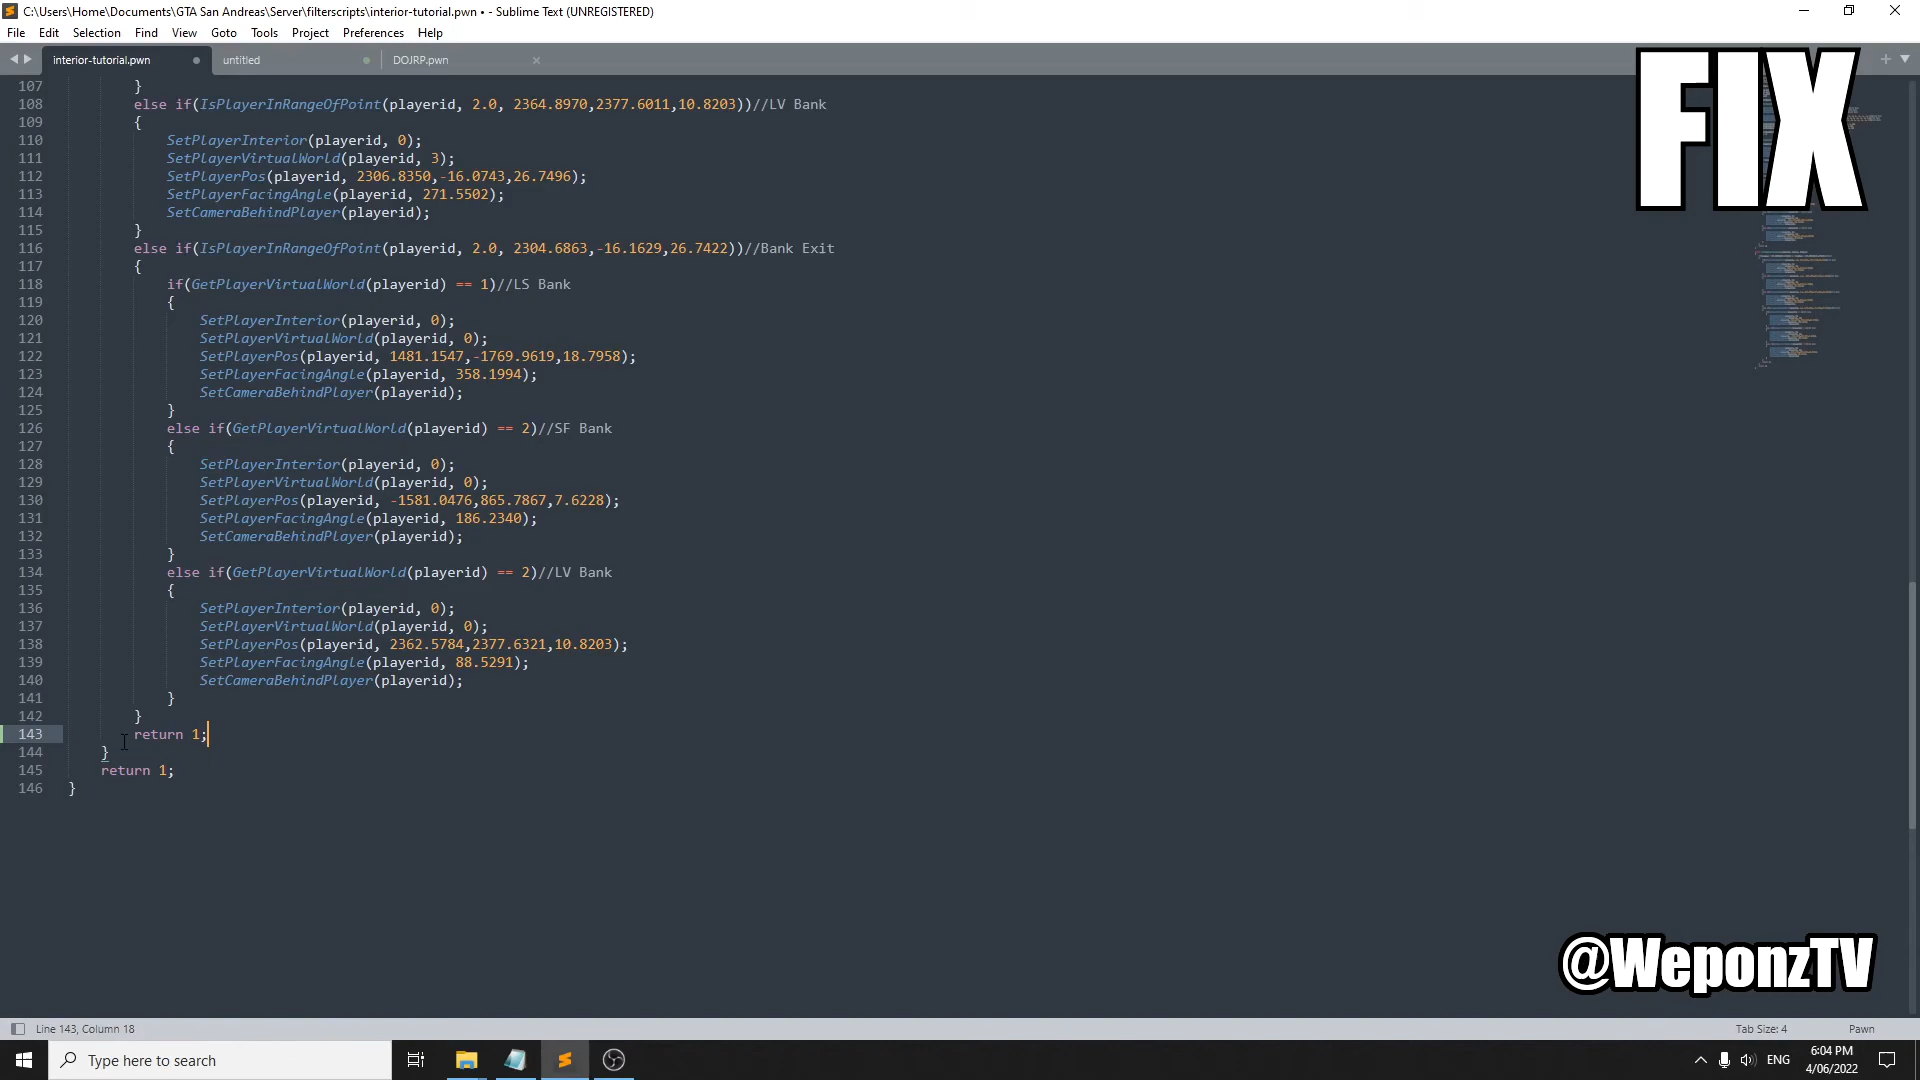 C:\Users\Home\Documents\GTA San Andreas\Server\filterscripts\interior-tutorial.pwn • - Sublime Text (UNREGISTERED)
File Edit Selection Find View Goto Tools Project Preferences Help
interior-tutorial.pwn untitled DOJRP.pwn
FIX
107 }
108 else if(IsPlayerInRangeOfPoint(playerid, 2.0, 2364.8970,2377.6011,10.8203))//LV Bank
109 {
110 SetPlayerInterior(playerid, 0);
111 SetPlayerVirtualWorld(playerid, 3);
112 SetPlayerPos(playerid, 2306.8350,-16.0743,26.7496);
113 SetPlayerFacingAngle(playerid, 271.5502);
114 SetCameraBehindPlayer(playerid);
115 }
116 else if(IsPlayerInRangeOfPoint(playerid, 2.0, 2304.6863,-16.1629,26.7422))//Bank Exit
117 {
118 if(GetPlayerVirtualWorld(playerid) == 1)//LS Bank
119 {
120 SetPlayerInterior(playerid, 0);
121 SetPlayerVirtualWorld(playerid, 0);
122 SetPlayerPos(playerid, 1481.1547,-1769.9619,18.7958);
123 SetPlayerFacingAngle(playerid, 358.1994);
124 SetCameraBehindPlayer(playerid);
125 }
126 else if(GetPlayerVirtualWorld(playerid) == 2)//SF Bank
127 {
128 SetPlayerInterior(playerid, 0);
129 SetPlayerVirtualWorld(playerid, 0);
130 SetPlayerPos(playerid, -1581.0476,865.7867,7.6228);
131 SetPlayerFacingAngle(playerid, 186.2340);
132 SetCameraBehindPlayer(playerid);
133 }
134 else if(GetPlayerVirtualWorld(playerid) == 2)//LV Bank
135 {
136 SetPlayerInterior(playerid, 0);
137 SetPlayerVirtualWorld(playerid, 0);
138 SetPlayerPos(playerid, 2362.5784,2377.6321,10.8203);
139 SetPlayerFacingAngle(playerid, 88.5291);
140 SetCameraBehindPlayer(playerid);
141 }
142 }
143 return 1;
144 }
145 return 1;
146 }
@WeponzTV
Line 143, Column 18 Tab Size: 4 Pawn
Type here to search ENG 6:04 PM
4/06/2022